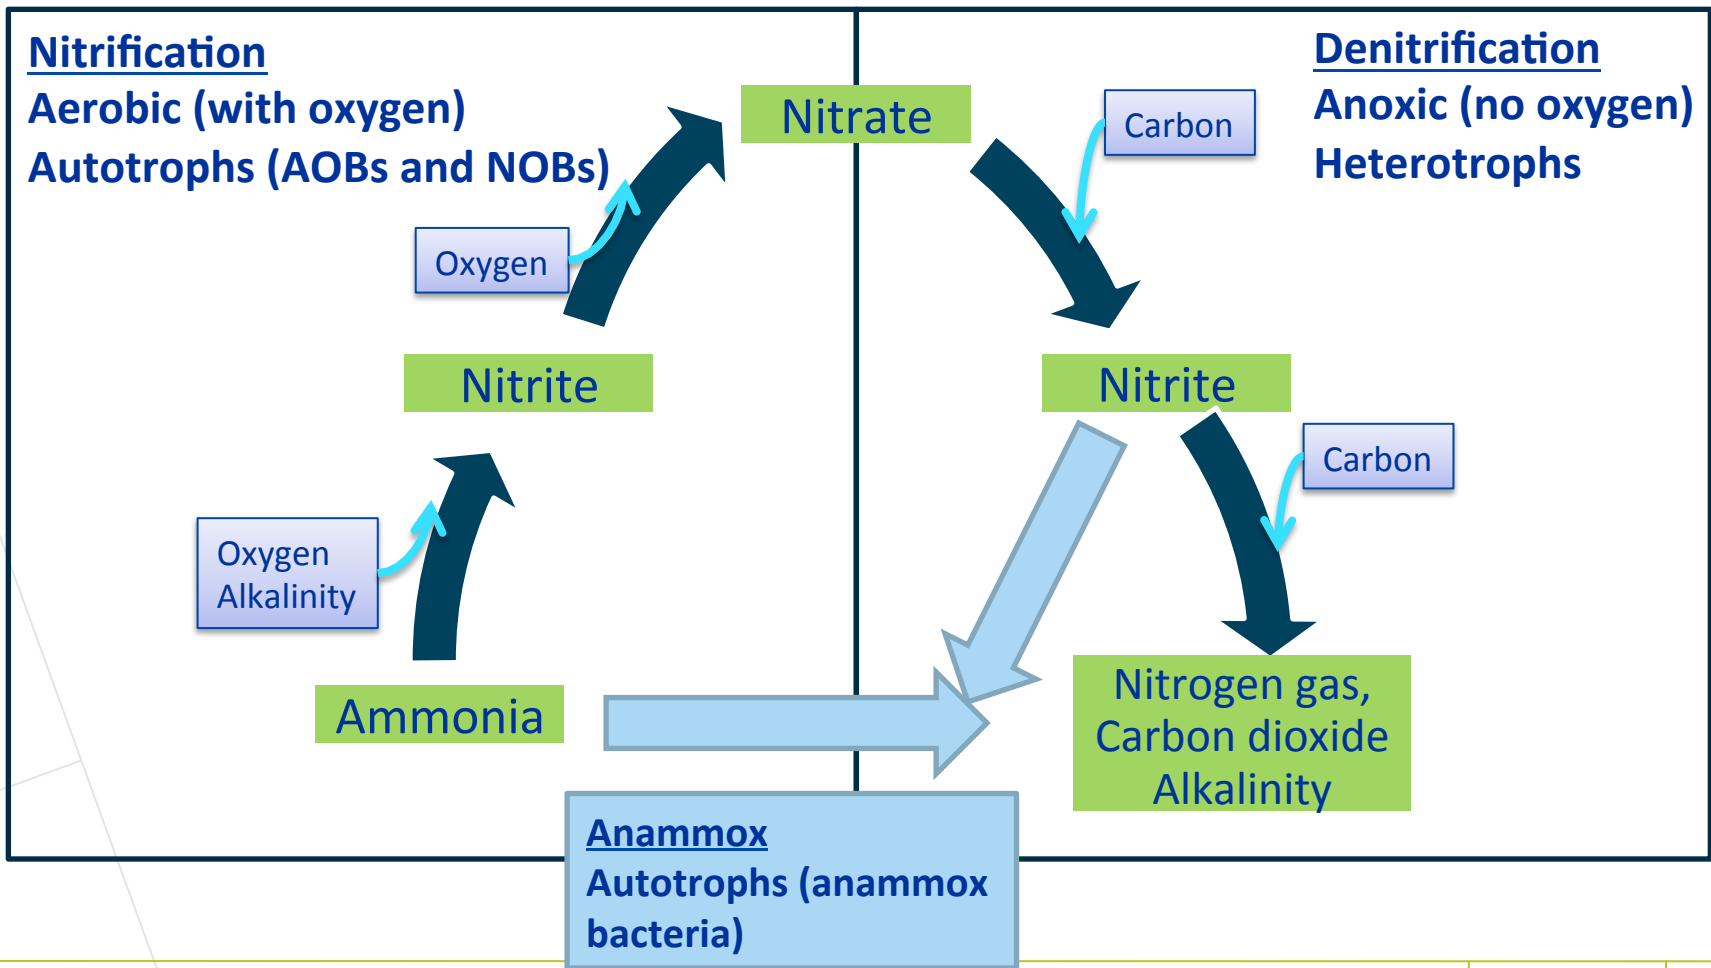 Nitrification
Aerobic (with oxygen)
Autotrophs (AOBs and NOBs)
Denitrification
Anoxic (no oxygen)
Heterotrophs
Nitrate
Carbon
Oxygen
Nitrite
Nitrite
Carbon
Oxygen
Alkalinity
Ammonia
Nitrogen gas,
Carbon dioxide
Alkalinity
Anammox
Autotrophs (anammox
bacteria)